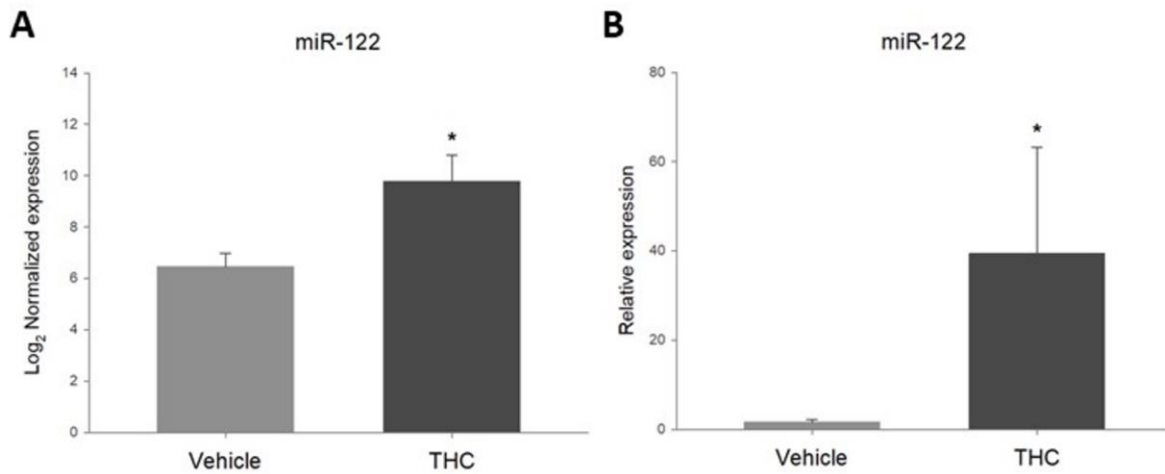 A
miR-122
Log₂ Normalized expression
14
12
10
8
6
4
2
0
*
Vehicle
THC
B
miR-122
Relative expression
80
60
40
20
0
*
Vehicle
THC